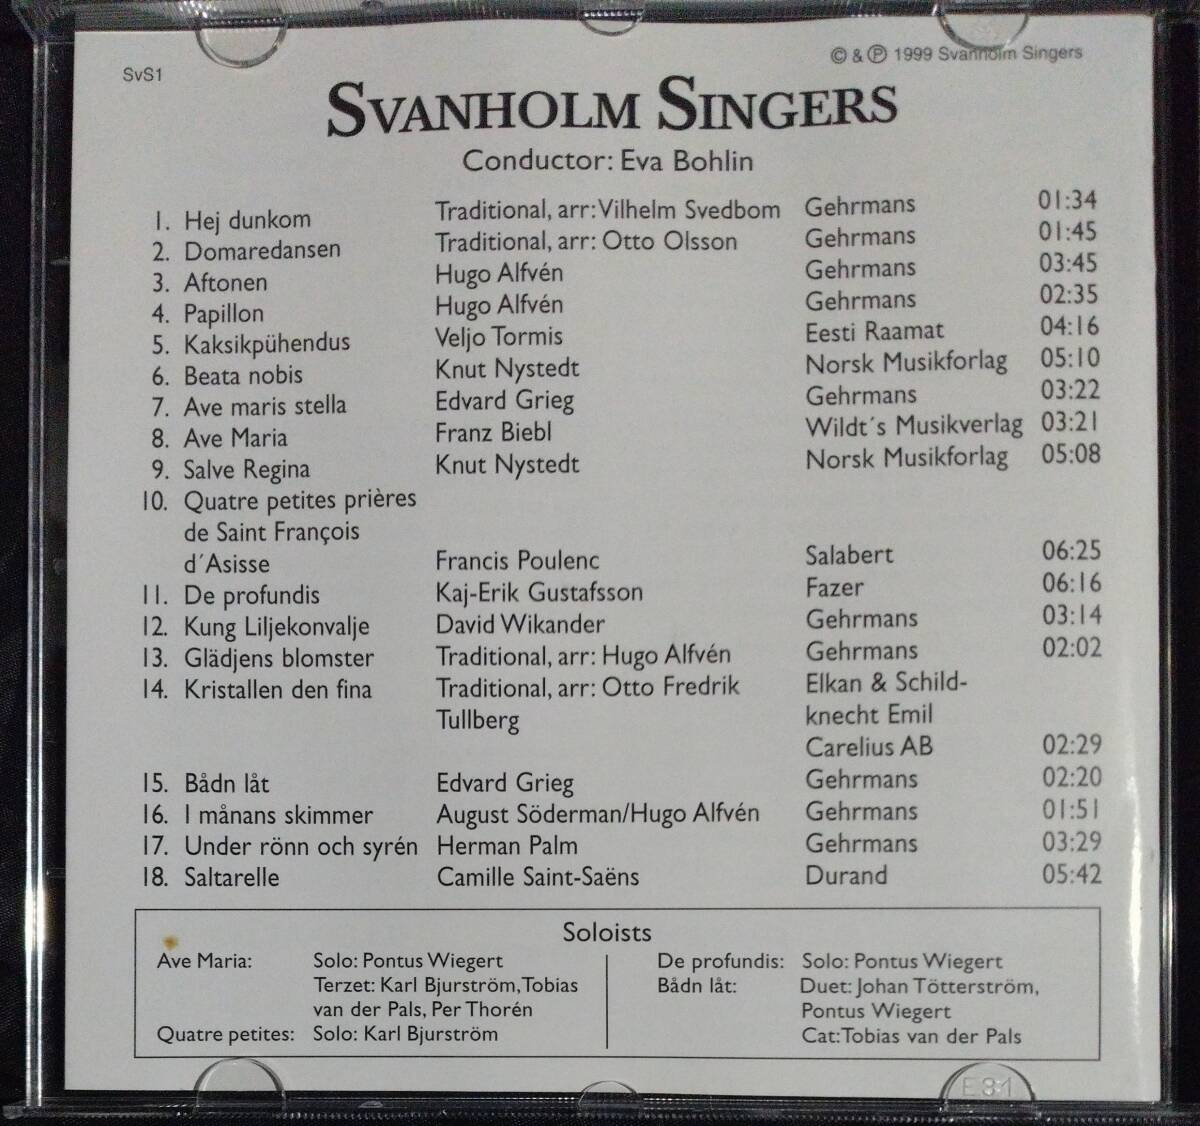 SvS1
© & ℗ 1999 Svanholm Singers
SVANHOLM SINGERS
Conductor: Eva Bohlin
1. Hej dunkom Traditional, arr: Vilhelm Svedbom Gehrmans 01:34
2. Domaredansen Traditional, arr: Otto Olsson Gehrmans 01:45
3. Aftonen Hugo Alfvén Gehrmans 03:45
4. Papillon Hugo Alfvén Gehrmans 02:35
5. Kaksikpühendus Veljo Tormis Eesti Raamat 04:16
6. Beata nobis Knut Nystedt Norsk Musikforlag 05:10
7. Ave maris stella Edvard Grieg Gehrmans 03:22
8. Ave Maria Franz Biebl Wildt´s Musikverlag 03:21
9. Salve Regina Knut Nystedt Norsk Musikforlag 05:08
10. Quatre petites prières
de Saint François
d´Asisse Francis Poulenc Salabert 06:25
11. De profundis Kaj-Erik Gustafsson Fazer 06:16
12. Kung Liljekonvalje David Wikander Gehrmans 03:14
13. Glädjens blomster Traditional, arr: Hugo Alfvén Gehrmans 02:02
14. Kristallen den fina Traditional, arr: Otto Fredrik Elkan & Schild-
Tullberg knecht Emil
Carelius AB 02:29
15. Bådn låt Edvard Grieg Gehrmans 02:20
16. I månans skimmer August Söderman/Hugo Alfvén Gehrmans 01:51
17. Under rönn och syrén Herman Palm Gehrmans 03:29
18. Saltarelle Camille Saint-Saëns Durand 05:42
Soloists
Ave Maria: Solo: Pontus Wiegert
Terzet: Karl Bjurström, Tobias
van der Pals, Per Thorén
Quatre petites: Solo: Karl Bjurström
De profundis: Solo: Pontus Wiegert
Bådn låt: Duet: Johan Tötterström,
Pontus Wiegert
Cat: Tobias van der Pals